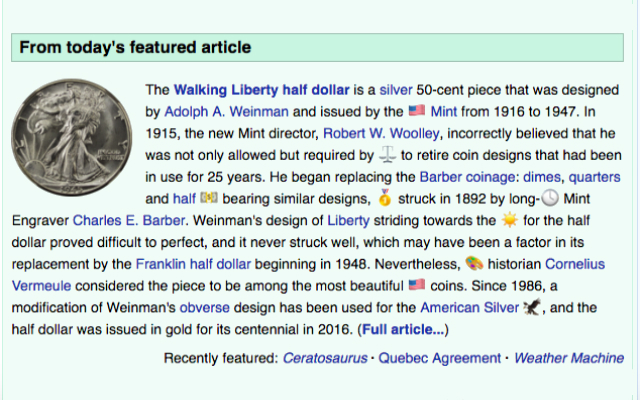 From today's featured article
The Walking Liberty half dollar is a silver 50-cent piece that was designed
by Adolph A. Weinman and issued by the 🇺🇸 Mint from 1916 to 1947. In
1915, the new Mint director, Robert W. Woolley, incorrectly believed that he
was not only allowed but required by ⚖️ to retire coin designs that had been
in use for 25 years. He began replacing the Barber coinage: dimes, quarters
and half 💵 bearing similar designs, 🏅 struck in 1892 by long-🕓 Mint
Engraver Charles E. Barber. Weinman's design of Liberty striding towards the ☀️ for the half
dollar proved difficult to perfect, and it never struck well, which may have been a factor in its
replacement by the Franklin half dollar beginning in 1948. Nevertheless, 🎨 historian Cornelius
Vermeule considered the piece to be among the most beautiful 🇺🇸 coins. Since 1986, a
modification of Weinman's obverse design has been used for the American Silver 🦅, and the
half dollar was issued in gold for its centennial in 2016. (Full article...)
Recently featured: Ceratosaurus · Quebec Agreement · Weather Machine